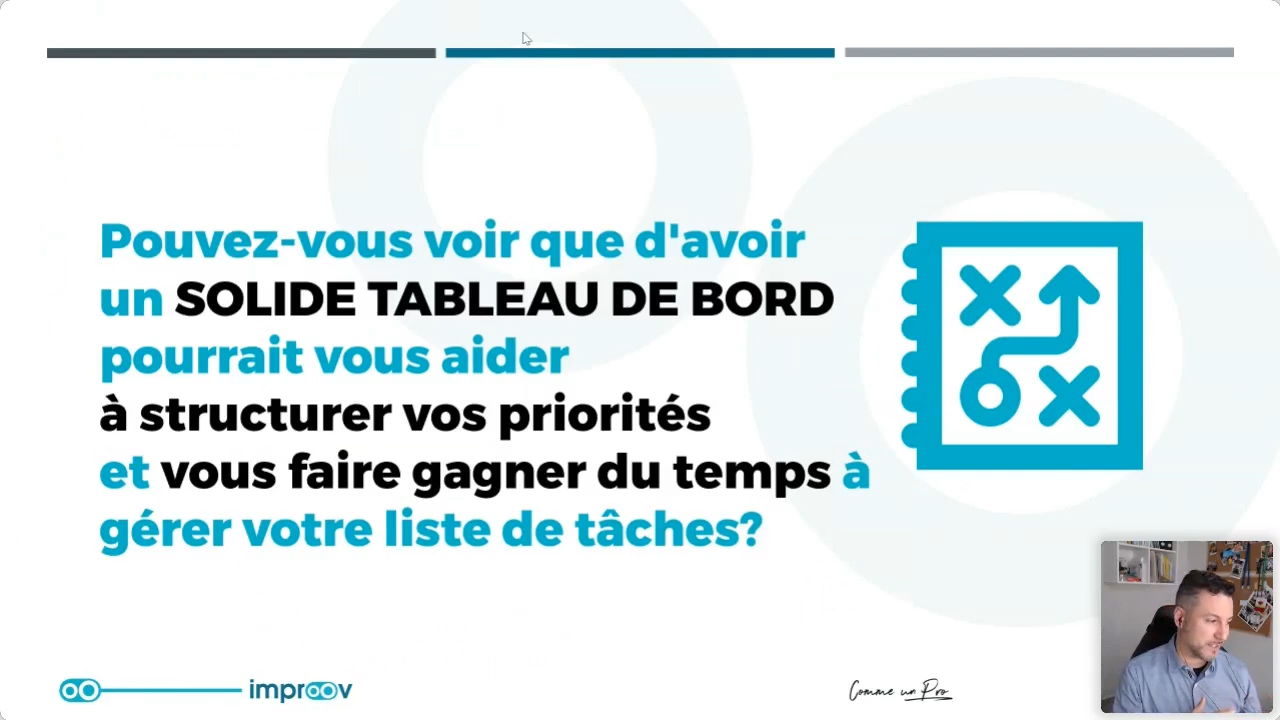 Pouvez-vous voir que d'avoir
un SOLIDE TABLEAU DE BORD
pourrait vous aider
à structurer vos priorités
et vous faire gagner du temps à
gérer votre liste de tâches?
improov
Comme un Pro